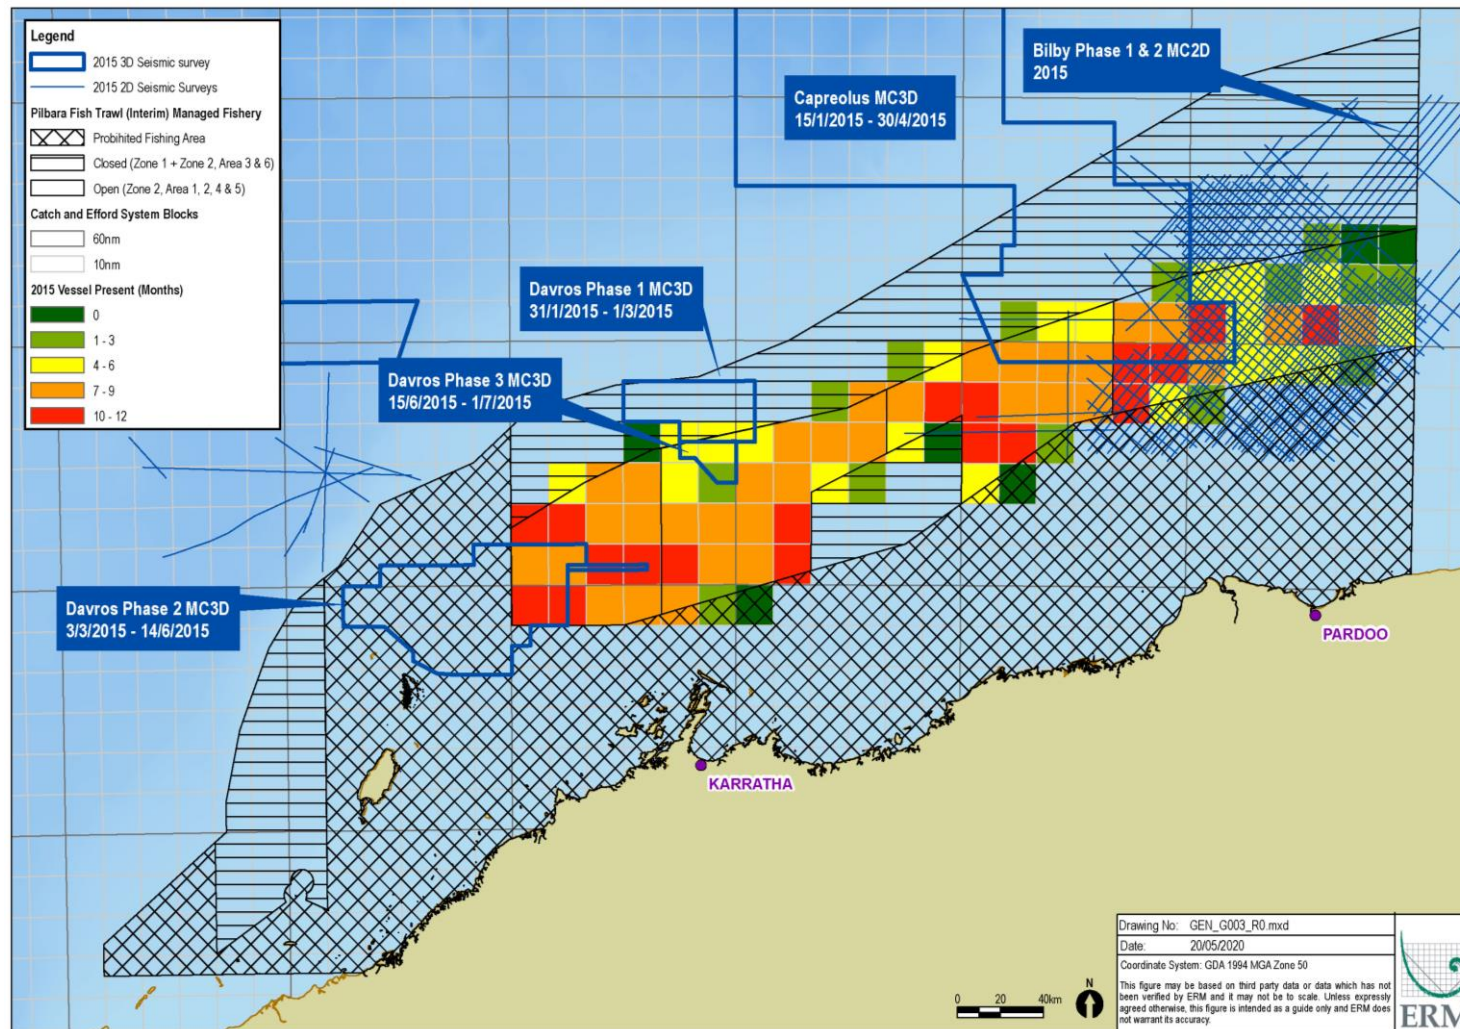 Legend
2015 3D Seismic survey
2015 2D Seismic Surveys
Pilbara Fish Trawl (Interim) Managed Fishery
Probihited Fishing Area
Closed (Zone 1 + Zone 2, Area 3 & 6)
Open (Zone 2, Area 1, 2, 4 & 5)
Catch and Efford System Blocks
60nm
10nm
2015 Vessel Present (Months)
0
1 - 3
4 - 6
7 - 9
10 - 12
Bilby Phase 1 & 2 MC2D
2015
Capreolus MC3D
15/1/2015 - 30/4/2015
Davros Phase 1 MC3D
31/1/2015 - 1/3/2015
Davros Phase 3 MC3D
15/6/2015 - 1/7/2015
Davros Phase 2 MC3D
3/3/2015 - 14/6/2015
PARDOO
KARRATHA
0 20 40km
N
Drawing No: GEN_G003_R0.mxd
Date: 20/05/2020
Coordinate System: GDA 1994 MGA Zone 50
This figure may be based on third party data or data which has not
been verified by ERM and it may not be to scale. Unless expressly
agreed otherwise, this figure is intended as a guide only and ERM does
not warrant its accuracy.
ERM